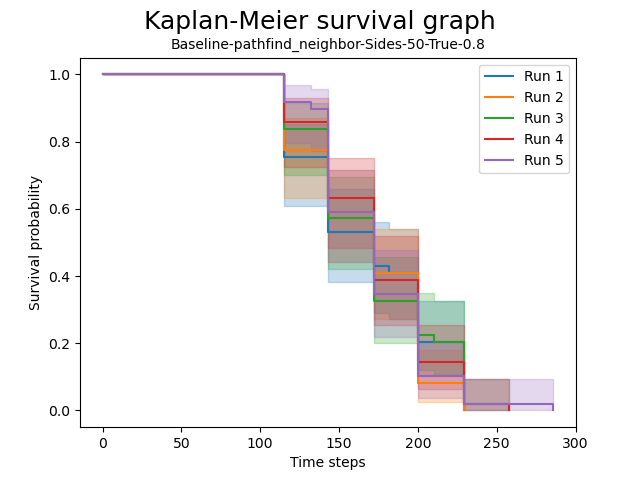 Kaplan-Meier survival graph
Baseline-pathfind_neighbor-Sides-50-True-0.8
Run 1
Run 2
Run 3
Run 4
Run 5
Survival probability
1.0
0.8
0.6
0.4
0.2
0.0
0 50 100 150 200 250 300
Time steps